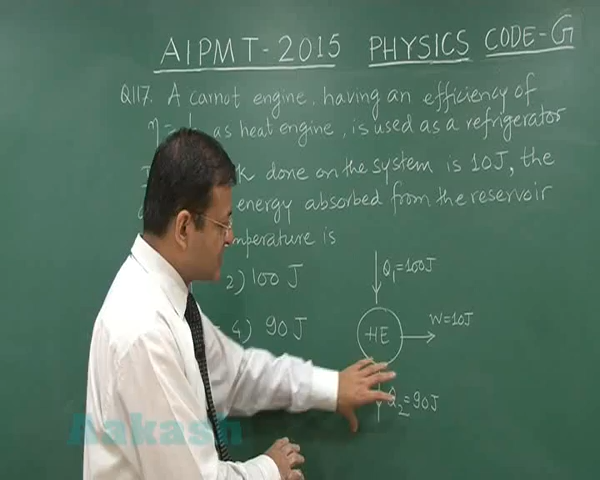 AIPMT-2015 PHYSICS CODE-G
Q117. A carnot engine, having an efficiency of
η = 1 as heat engine, is used as a refrigerator
done on the system is 10J, the
energy absorbed from the reservoir
is
2) 100 J
Q₁=100J
4) 90J
HE
W=10J
Q₂=90J
Aakash